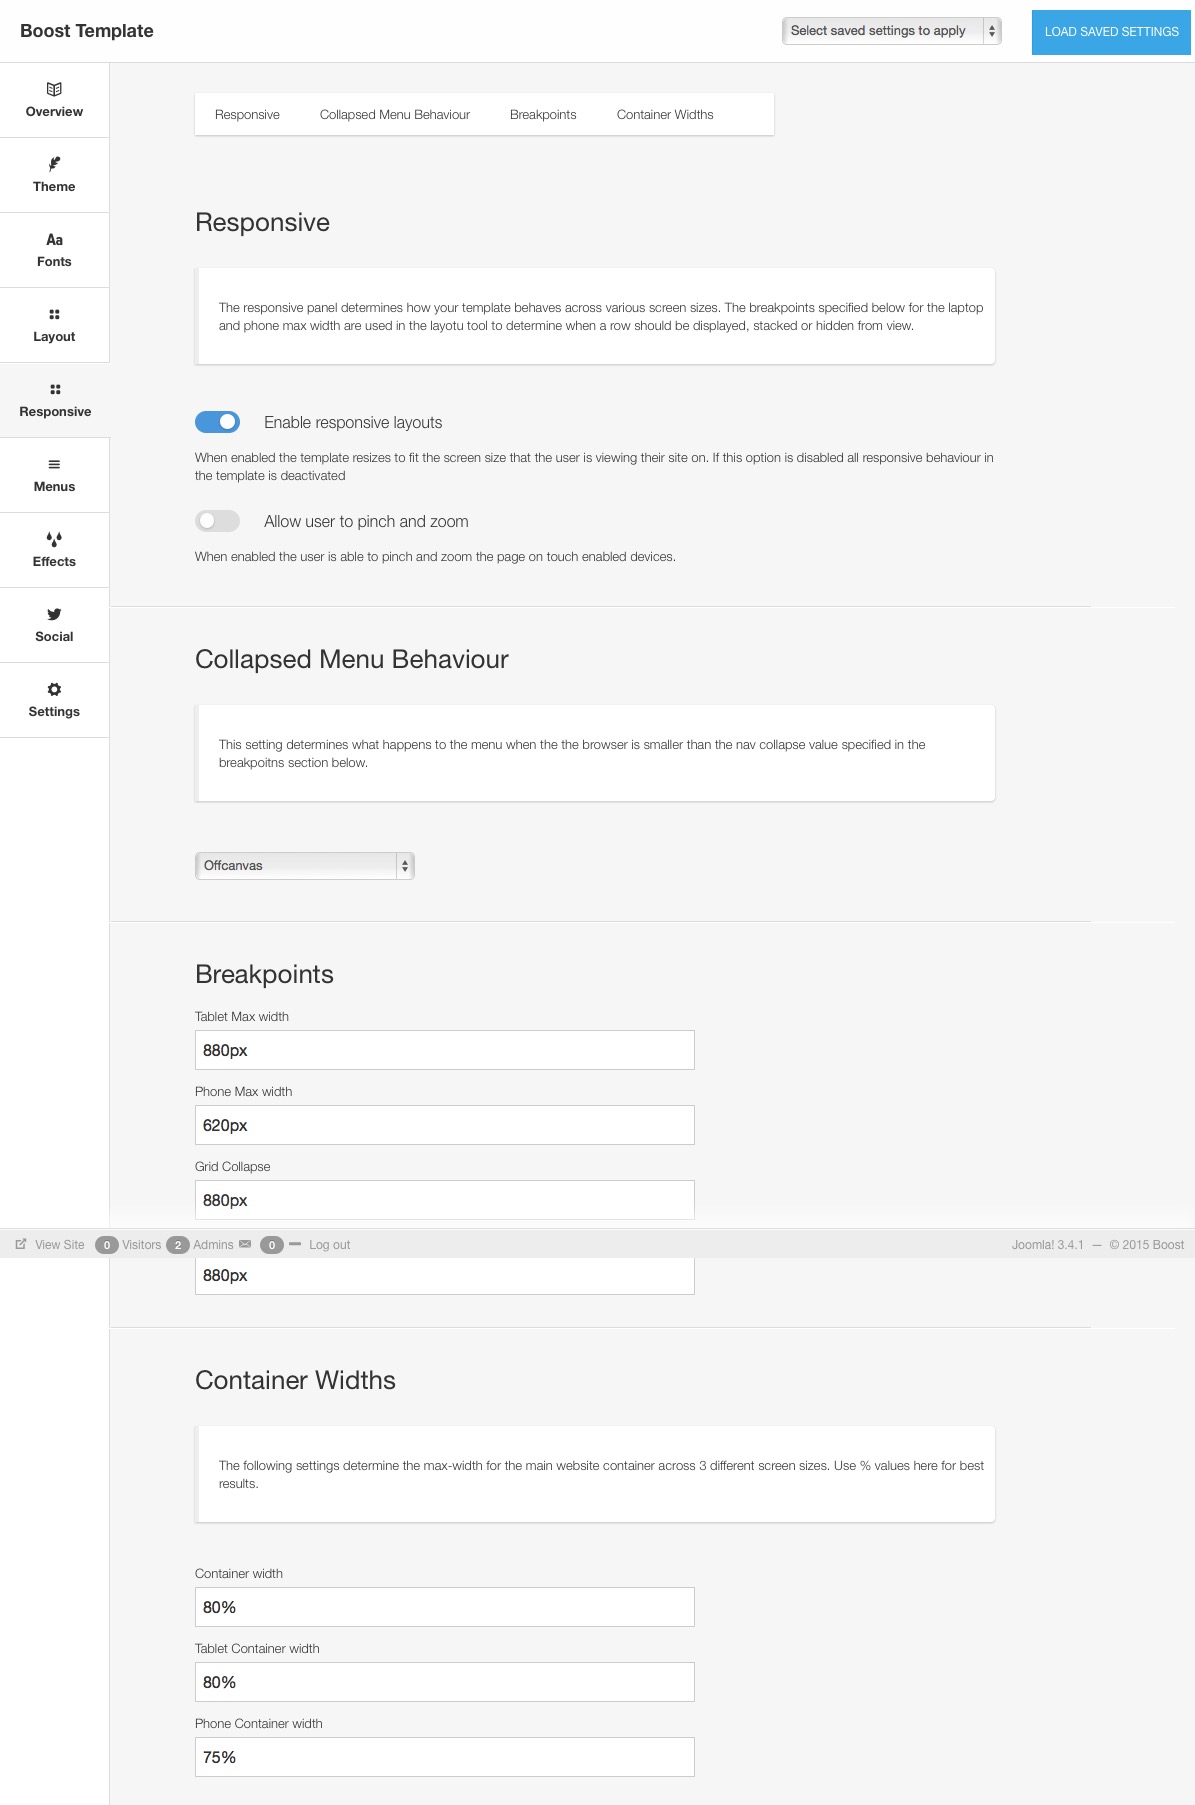 Boost Template
Select saved settings to apply
LOAD SAVED SETTINGS
Overview
Theme
Aa
Fonts
Layout
Responsive
Menus
Effects
Social
Settings
Responsive Collapsed Menu Behaviour Breakpoints Container Widths
Responsive
The responsive panel determines how your template behaves across various screen sizes. The breakpoints specified below for the laptop
and phone max width are used in the layotu tool to determine when a row should be displayed, stacked or hidden from view.
Enable responsive layouts
When enabled the template resizes to fit the screen size that the user is viewing their site on. If this option is disabled all responsive behaviour in
the template is deactivated
Allow user to pinch and zoom
When enabled the user is able to pinch and zoom the page on touch enabled devices.
Collapsed Menu Behaviour
This setting determines what happens to the menu when the the browser is smaller than the nav collapse value specified in the
breakpoitns section below.
Offcanvas
Breakpoints
Tablet Max width
880px
Phone Max width
620px
Grid Collapse
880px
View Site 0 Visitors 2 Admins 0 Log out
Joomla! 3.4.1 — © 2015 Boost
880px
Container Widths
The following settings determine the max-width for the main website container across 3 different screen sizes. Use % values here for best
results.
Container width
80%
Tablet Container width
80%
Phone Container width
75%